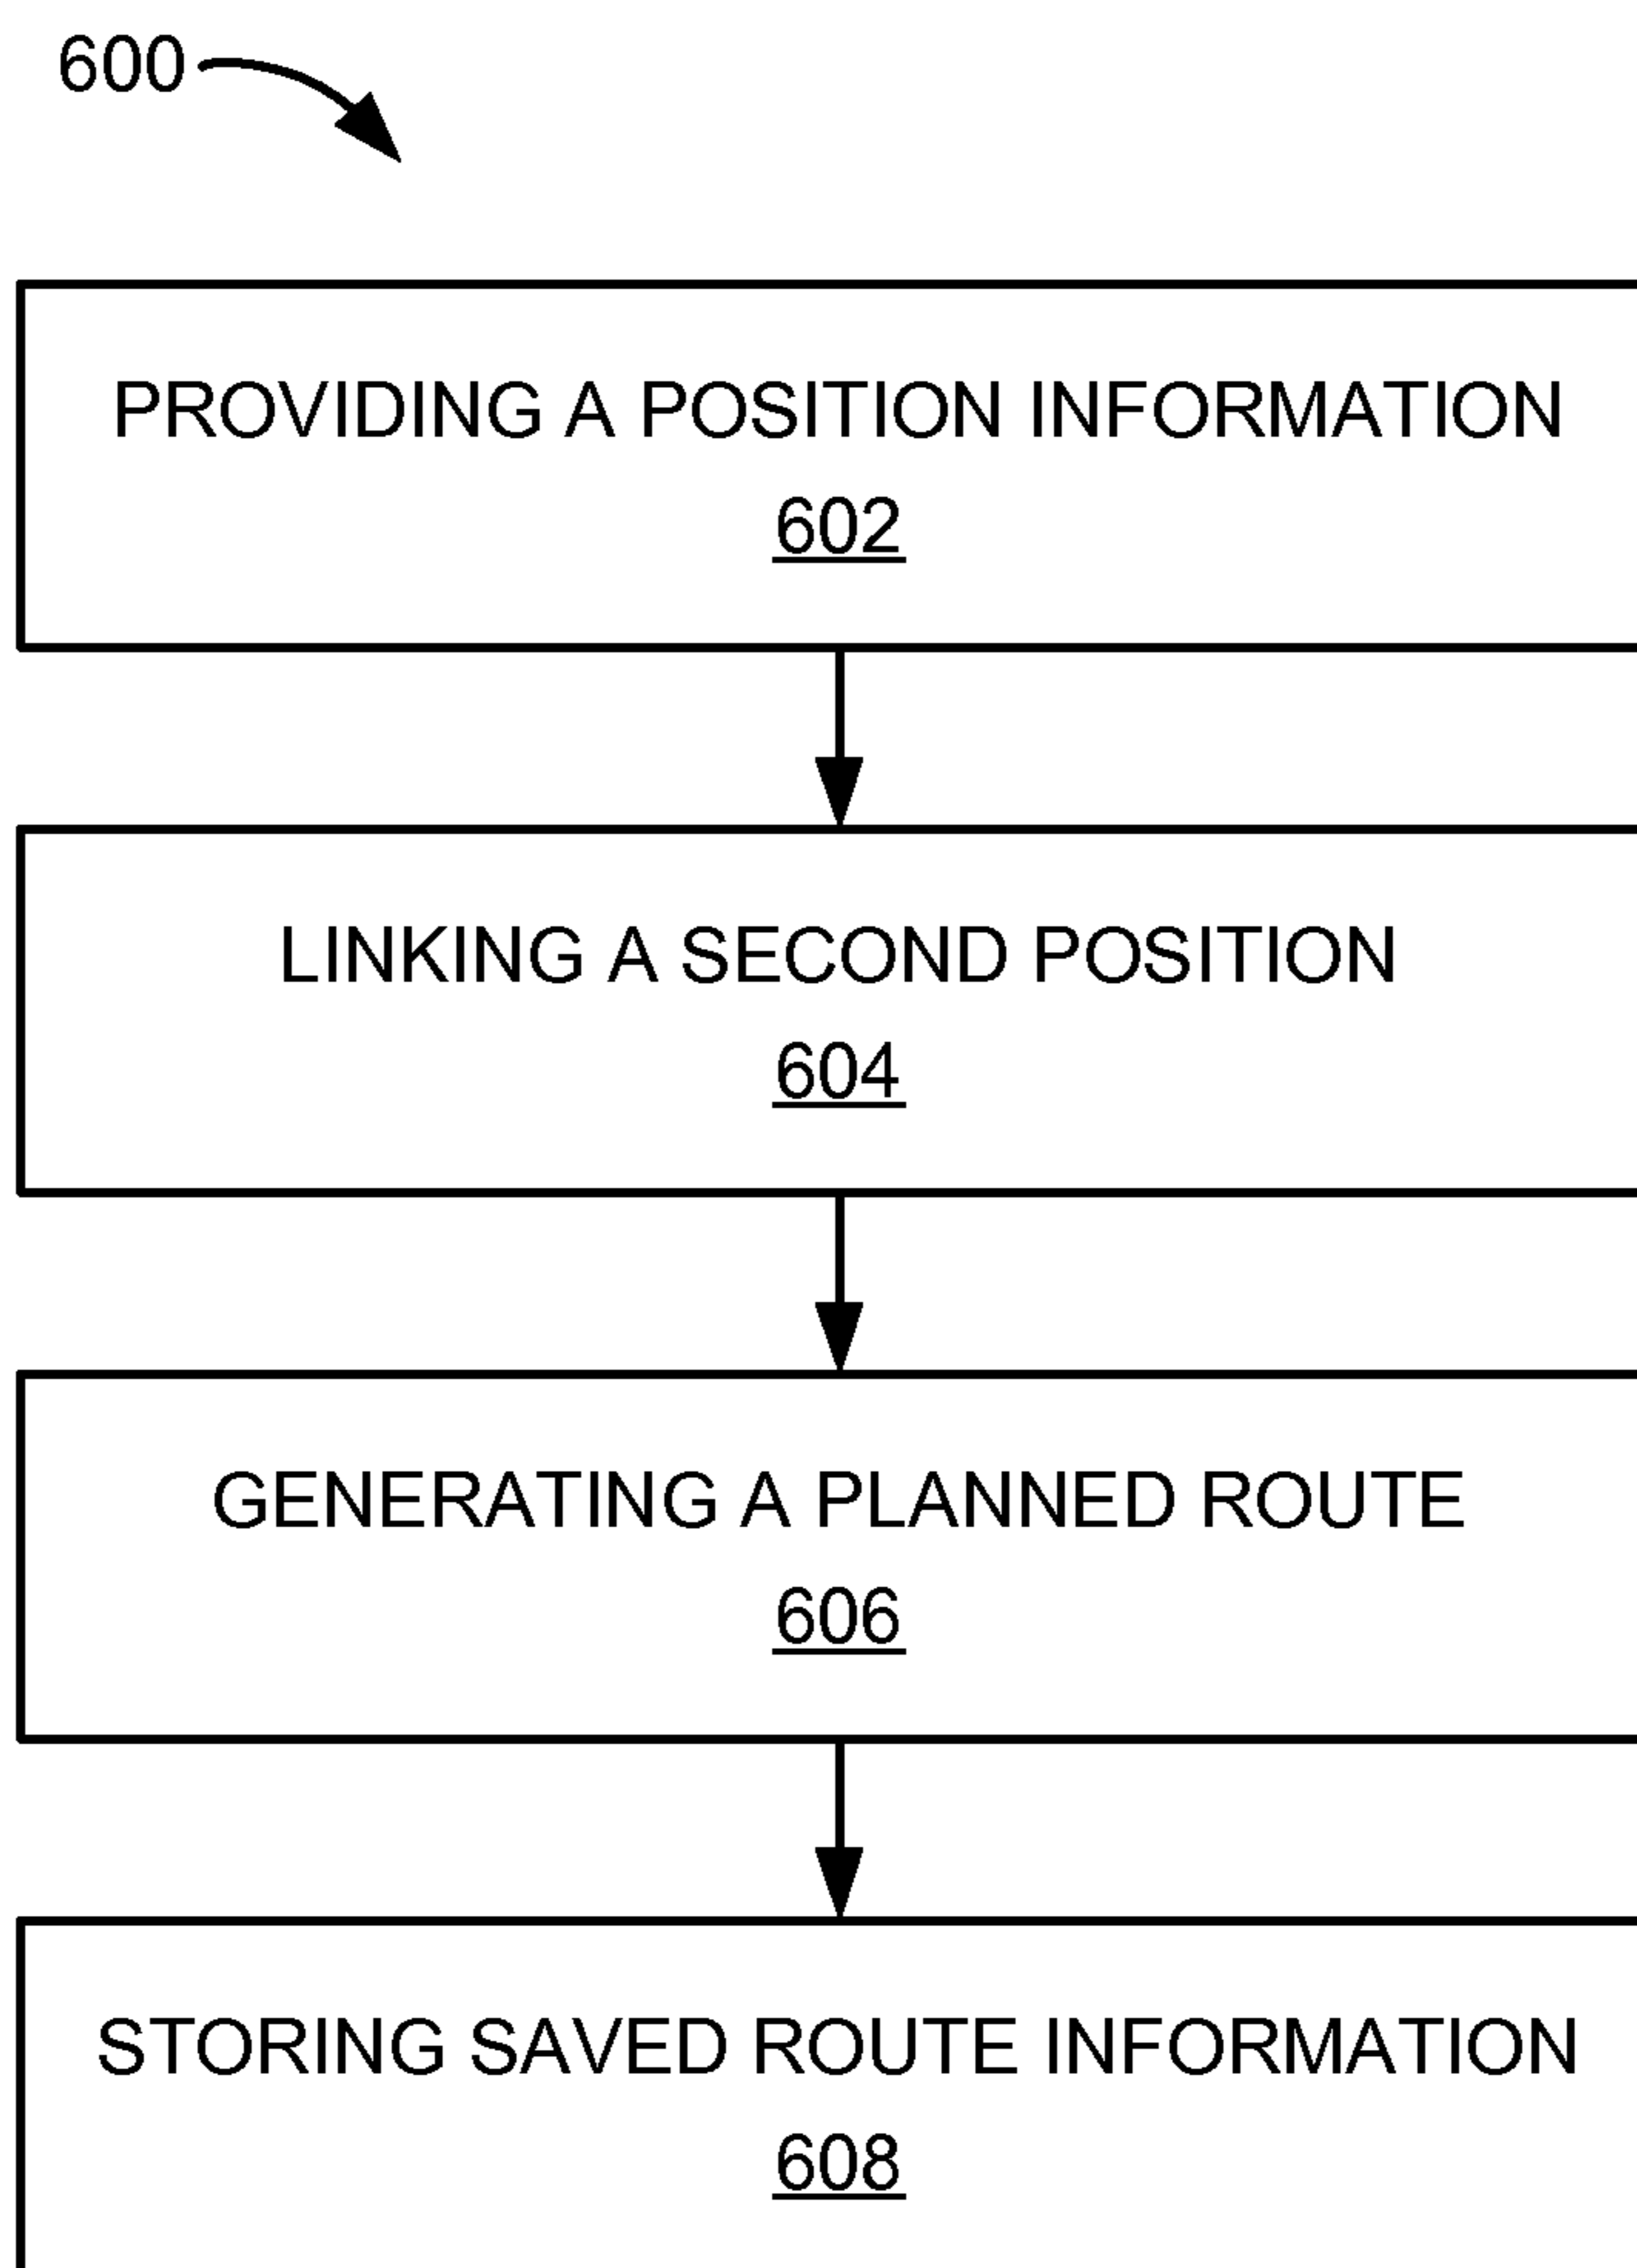 600
PROVIDING A POSITION INFORMATION
602
LINKING A SECOND POSITION
604
GENERATING A PLANNED ROUTE
606
STORING SAVED ROUTE INFORMATION
608